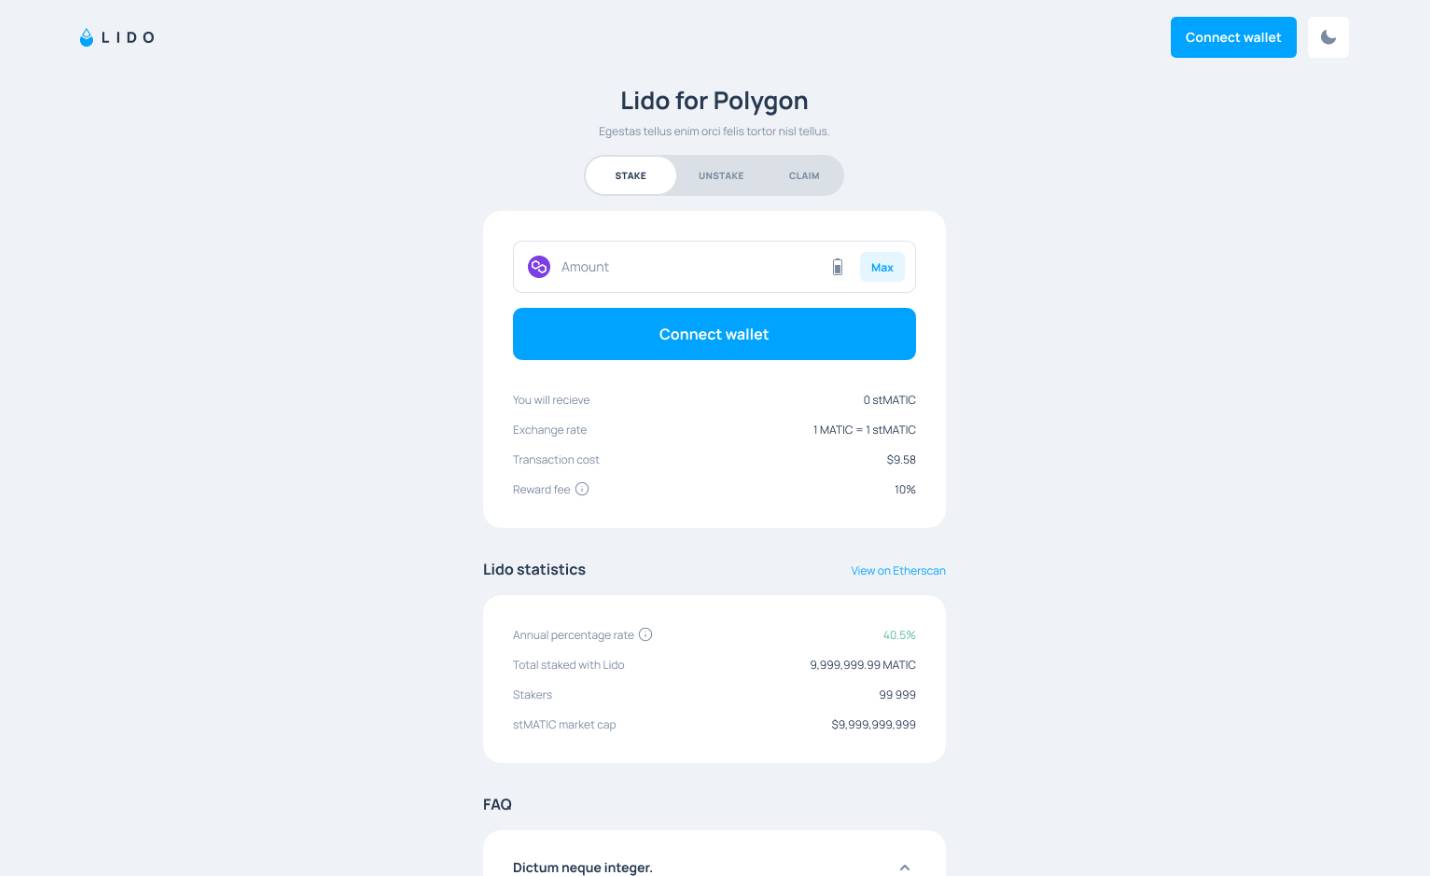 LIDO
Connect wallet
Lido for Polygon
Egestas tellus enim orci felis tortor nisl tellus.
STAKE UNSTAKE CLAIM
Amount Max
Connect wallet
You will recieve 0 stMATIC
Exchange rate 1 MATIC = 1 stMATIC
Transaction cost $9.58
Reward fee 10%
Lido statistics View on Etherscan
Annual percentage rate 40.5%
Total staked with Lido 9,999,999.99 MATIC
Stakers 99 999
stMATIC market cap $9,999,999,999
FAQ
Dictum neque integer.